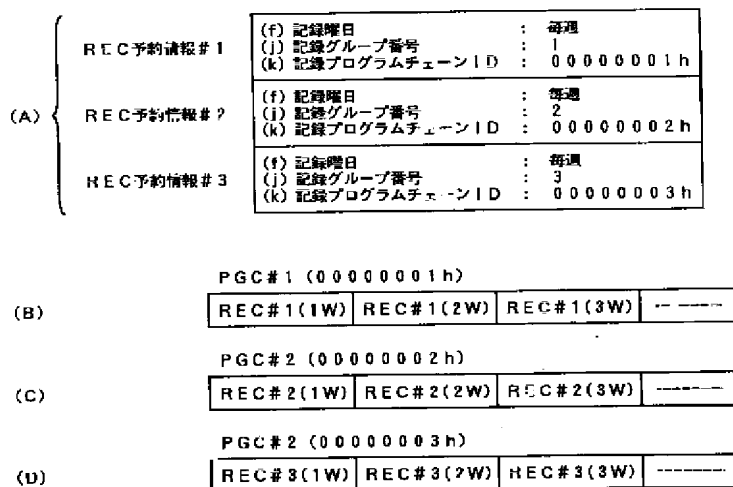 (A)
REC予約情報#1
(f) 記録曜日 : 毎週
(j) 記録グループ番号 : 1
(k) 記録プログラムチェーンID : 00000001h
REC予約情報#2
(f) 記録曜日 : 毎週
(j) 記録グループ番号 : 2
(k) 記録プログラムチェーンID : 00000002h
REC予約情報#3
(f) 記録曜日 : 毎週
(j) 記録グループ番号 : 3
(k) 記録プログラムチェーンID : 00000003h
PGC#1 (00000001h)
(B) REC#1(1W) REC#1(2W) REC#1(3W) -------
PGC#2 (00000002h)
(C) REC#2(1W) REC#2(2W) REC#2(3W) -------
PGC#2 (00000003h)
(D) REC#3(1W) REC#3(2W) REC#3(3W) -------